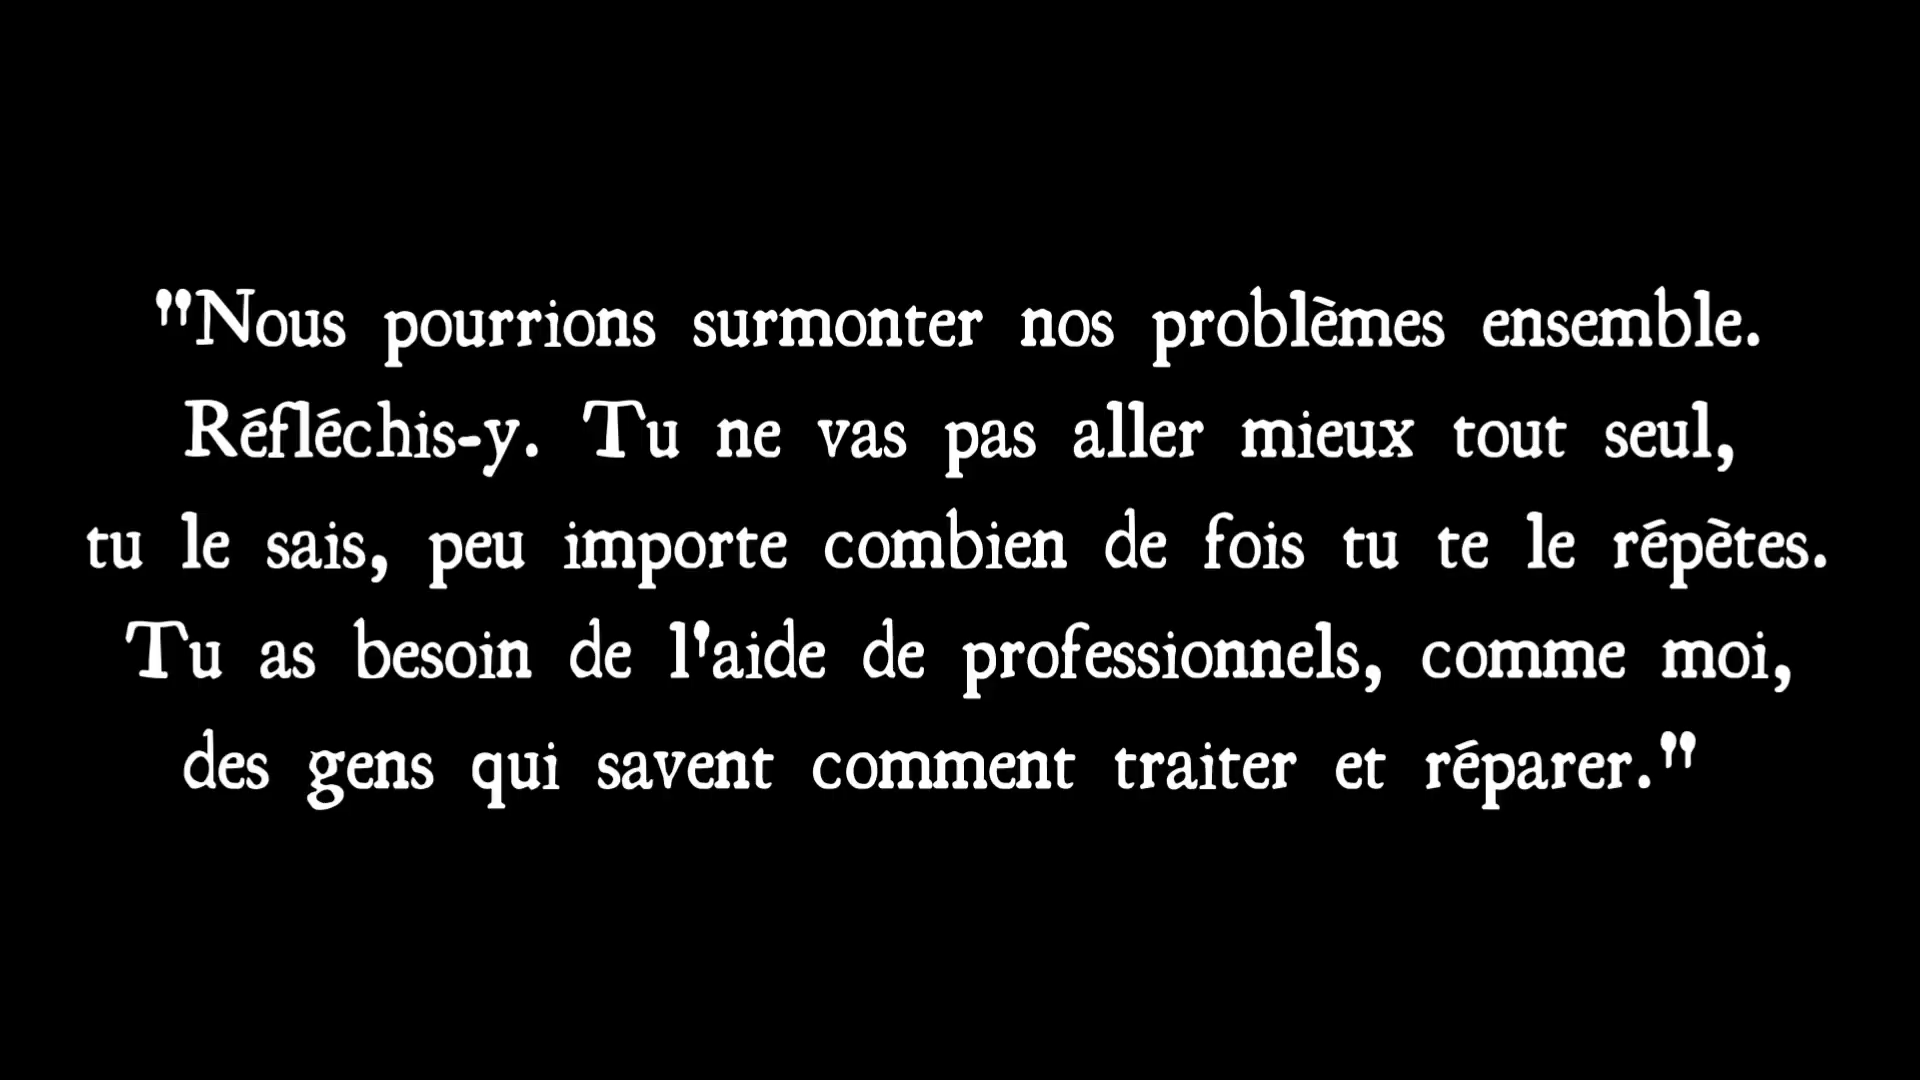 "Nous pourrions surmonter nos problèmes ensemble.
Réfléchis-y. Tu ne vas pas aller mieux tout seul,
tu le sais, peu importe combien de fois tu te le répètes.
Tu as besoin de l'aide de professionnels, comme moi,
des gens qui savent comment traiter et réparer."